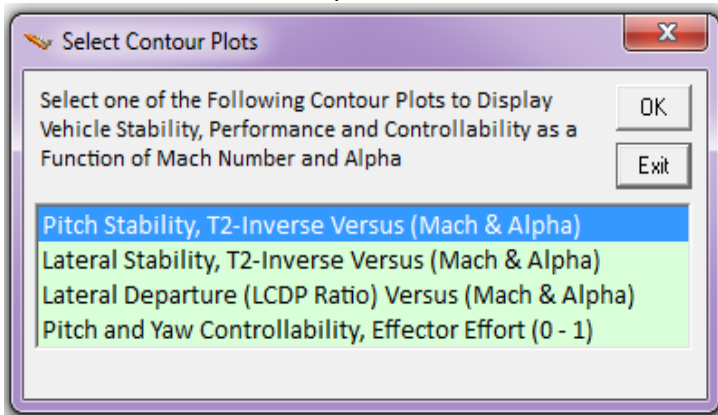 Select Contour Plots
Select one of the Following Contour Plots to Display
Vehicle Stability, Performance and Controllability as a
Function of Mach Number and Alpha
OK
Exit
Pitch Stability, T2-Inverse Versus (Mach & Alpha)
Lateral Stability, T2-Inverse Versus (Mach & Alpha)
Lateral Departure (LCDP Ratio) Versus (Mach & Alpha)
Pitch and Yaw Controllability, Effector Effort (0 - 1)